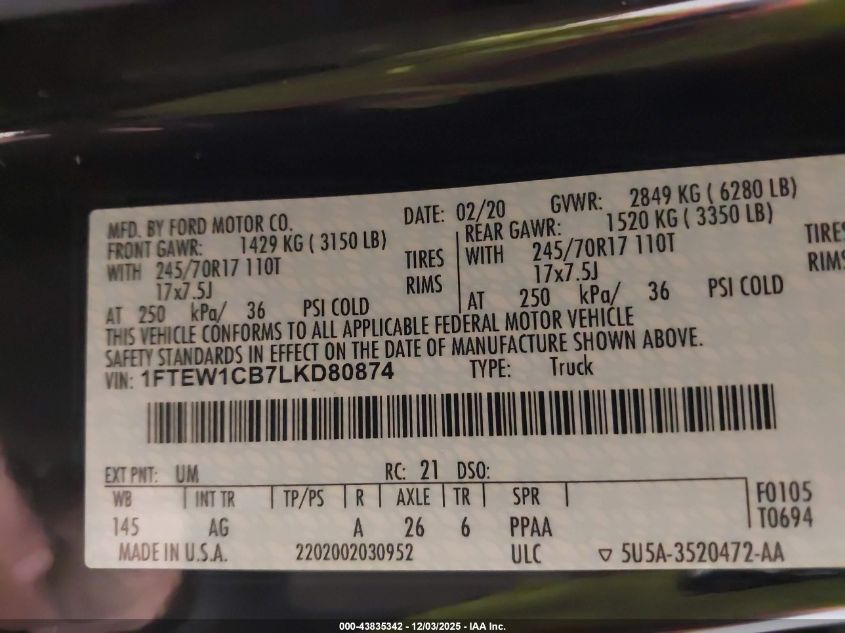 MFD. BY FORD MOTOR CO. DATE: 02/20 GVWR: 2849 KG ( 6280 LB)
FRONT GAWR: 1429 KG ( 3150 LB) REAR GAWR: 1520 KG ( 3350 LB)
WITH 245/70R17 110T TIRES WITH 245/70R17 110T TIRES
17x7.5J RIMS 17x7.5J RIMS
AT 250 kPa/ 36 PSI COLD AT 250 kPa/ 36 PSI COLD
THIS VEHICLE CONFORMS TO ALL APPLICABLE FEDERAL MOTOR VEHICLE
SAFETY STANDARDS IN EFFECT ON THE DATE OF MANUFACTURE SHOWN ABOVE.
VIN: 1FTEW1CB7LKD80874 TYPE: Truck
EXT PNT: UM RC: 21 DSO:
WB INT TR TP/PS R AXLE TR SPR F0105
145 AG A 26 6 PPAA T0694
MADE IN U.S.A. 2202002030952 ULC ▽ 5U5A-3520472-AA
000-43835342 - 12/03/2025 - IAA Inc.